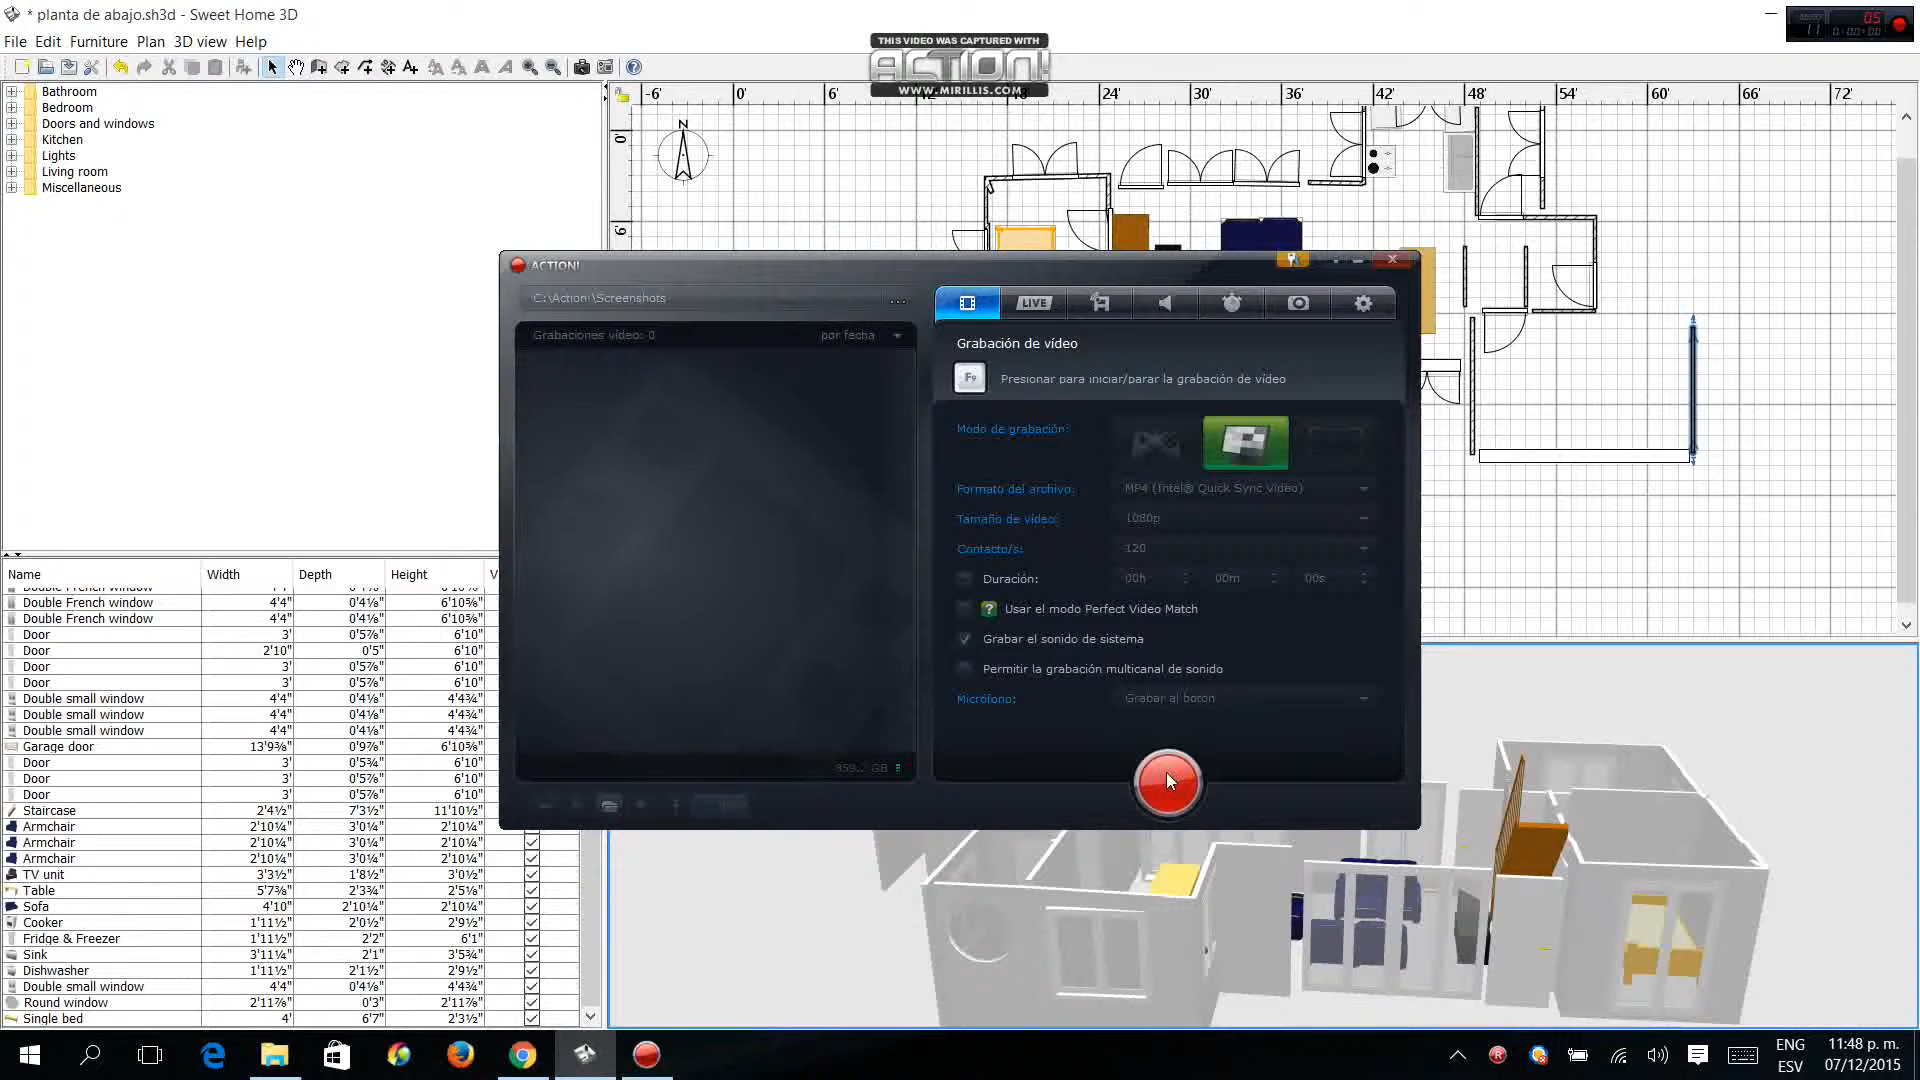 * planta de abajo.sh3d - Sweet Home 3D
File Edit Furniture Plan 3D view Help
THIS VIDEO WAS CAPTURED WITH
ACTION!
WWW.MIRILLIS.COM
-6' 0' 6' 24' 30' 36' 42' 48' 54' 60' 66' 72'
0'
6'
N
Bathroom
Bedroom
Doors and windows
Kitchen
Lights
Living room
Miscellaneous
ACTION!
C:\Action!\Screenshots
LIVE
Grabaciones vídeo: 0 por fecha
Grabación de vídeo
F9 Presionar para iniciar/parar la grabación de vídeo
Modo de grabación:
Formato del archivo: MP4 (Intel® Quick Sync Video)
Tamaño de vídeo: 1080p
Contacto/s: 120
Duración: 00h 00m 00s
? Usar el modo Perfect Video Match
Grabar el sonido de sistema
Permitir la grabación multicanal de sonido
Micrófono: Grabar al botón
GB
Name Width Depth Height V
Double French window
Double French window 4'4" 0'4⅛" 6'10⅝"
Double French window 4'4" 0'4⅛" 6'10⅝"
Door 3' 0'5⅞" 6'10"
Door 2'10" 0'5" 6'10"
Door 3' 0'5⅞" 6'10"
Door 3' 0'5⅞" 6'10"
Double small window 4'4" 0'4⅛" 4'4¾"
Double small window 4'4" 0'4⅛" 4'4¾"
Double small window 4'4" 0'4⅛" 4'4¾"
Garage door 13'9⅜" 0'9⅞" 6'10⅝"
Door 3' 0'5¾" 6'10"
Door 3' 0'5⅞" 6'10"
Door 3' 0'5⅞" 6'10"
Staircase 2'4½" 7'3½" 11'10½"
Armchair 2'10¼" 3'0¼" 2'10¼"
Armchair 2'10¼" 3'0¼" 2'10¼"
Armchair 2'10¼" 3'0¼" 2'10¼"
TV unit 3'3½" 1'8½" 3'0½"
Table 5'7⅜" 2'3¾" 2'5⅛"
Sofa 4'10" 2'10¼" 2'10¼"
Cooker 1'11½" 2'0½" 2'9½"
Fridge & Freezer 1'11½" 2'2" 6'1"
Sink 3'11¼" 2'1" 3'5¾"
Dishwasher 1'11½" 2'1½" 2'9½"
Double small window 4'4" 0'4⅛" 4'4¾"
Round window 2'11⅞" 0'3" 2'11⅞"
Single bed 4' 6'7" 2'3½"
ENG
ESV
11:48 p. m.
07/12/2015